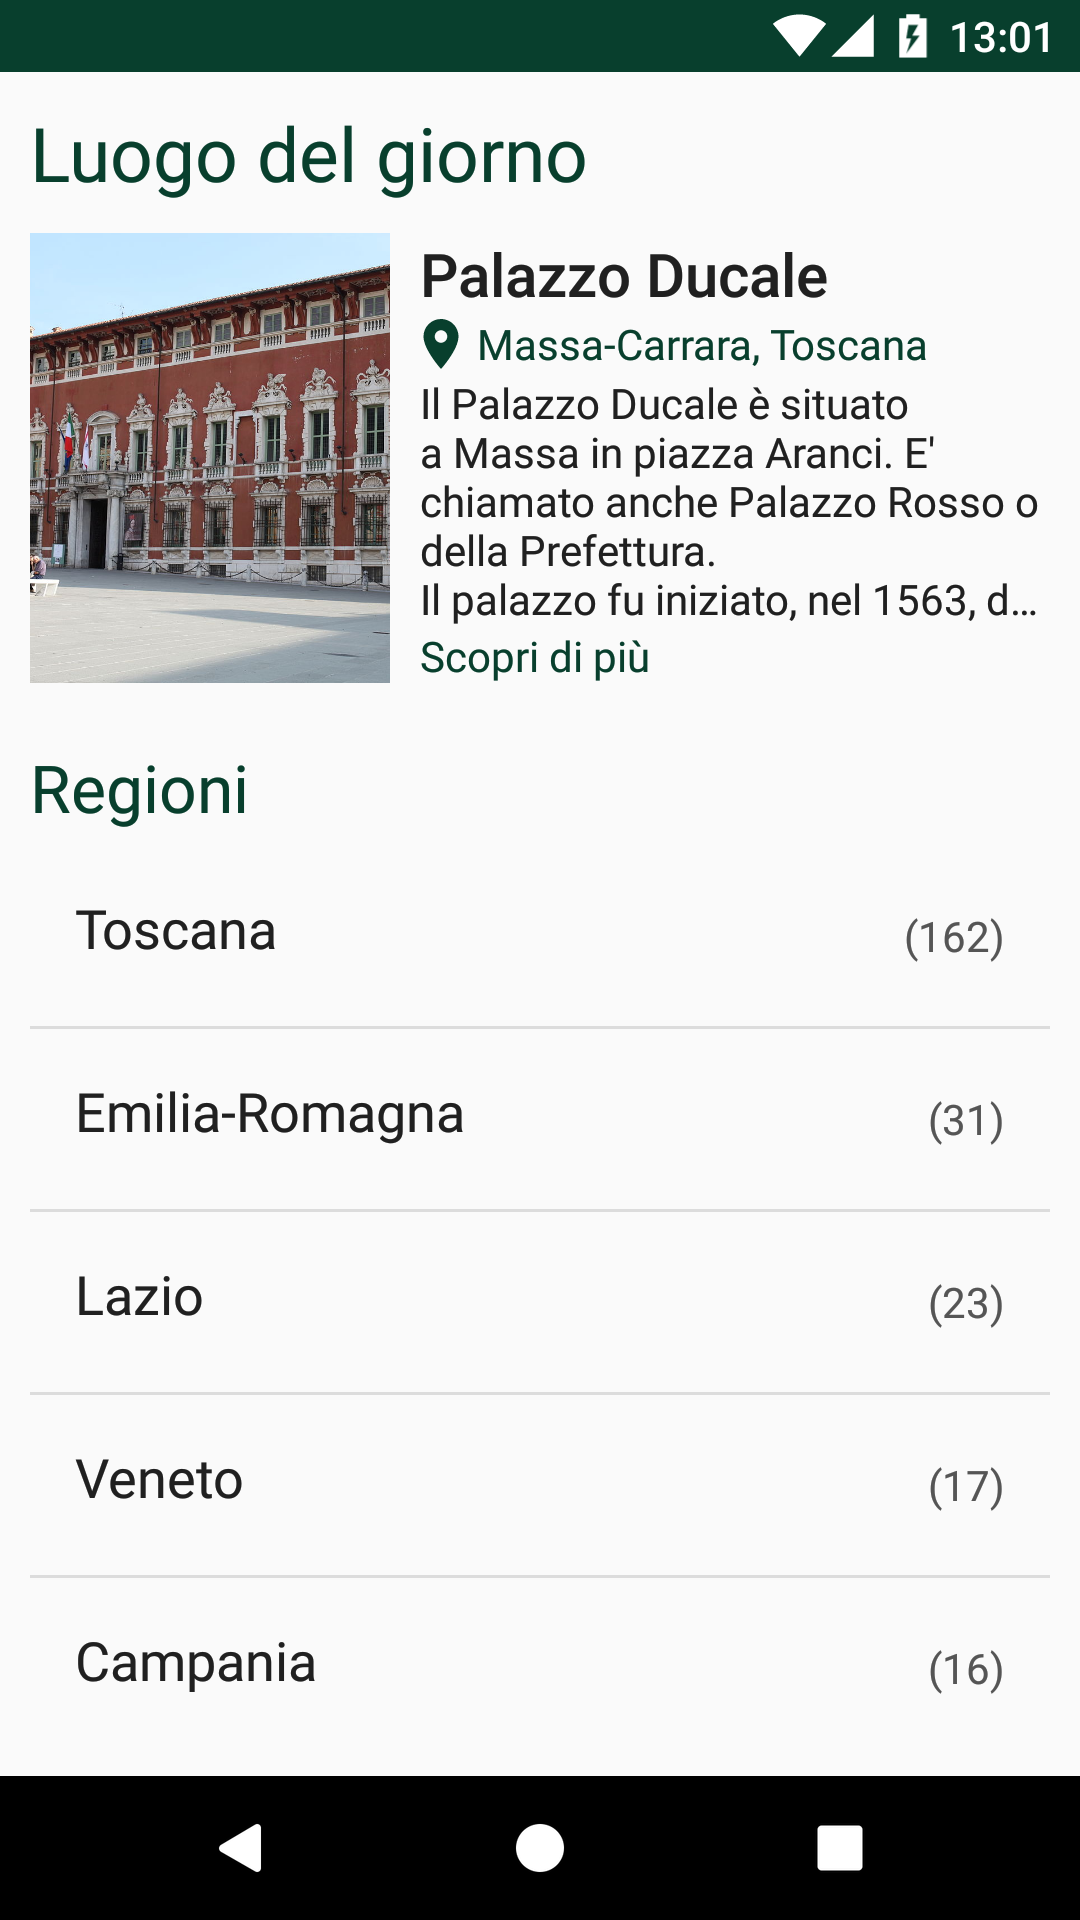 13:01
Luogo del giorno
Palazzo Ducale
Massa-Carrara, Toscana
Il Palazzo Ducale è situato
a Massa in piazza Aranci. E'
chiamato anche Palazzo Rosso o
della Prefettura.
Il palazzo fu iniziato, nel 1563, d…
Scopri di più
Regioni
Toscana (162)
Emilia-Romagna (31)
Lazio (23)
Veneto (17)
Campania (16)